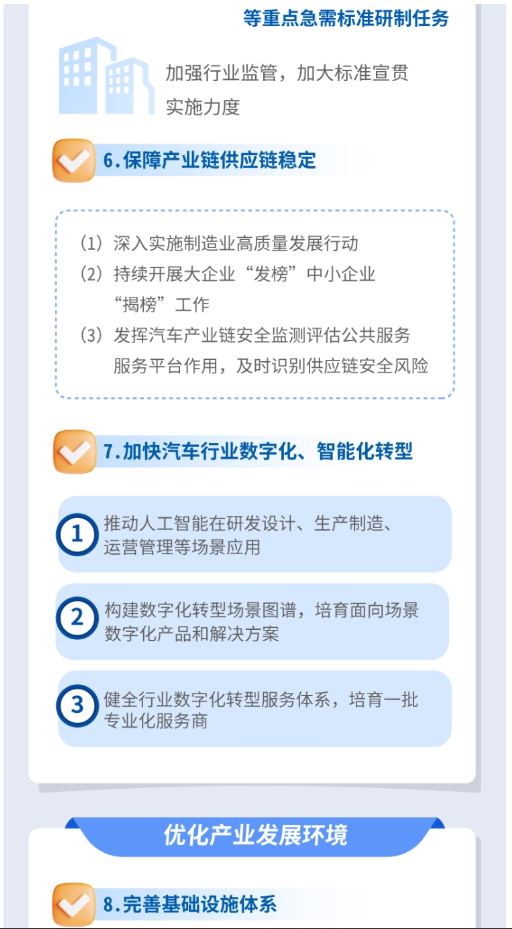 等重点急需标准研制任务
加强行业监管，加大标准宣贯
实施力度
6.保障产业链供应链稳定
（1）深入实施制造业高质量发展行动
（2）持续开展大企业“发榜”中小企业
“揭榜”工作
（3）发挥汽车产业链安全监测评估公共服务
服务平台作用，及时识别供应链安全风险
7.加快汽车行业数字化、智能化转型
1
推动人工智能在研发设计、生产制造、
运营管理等场景应用
2
构建数字化转型场景图谱，培育面向场景
数字化产品和解决方案
3
健全行业数字化转型服务体系，培育一批
专业化服务商
优化产业发展环境
8.完善基础设施体系